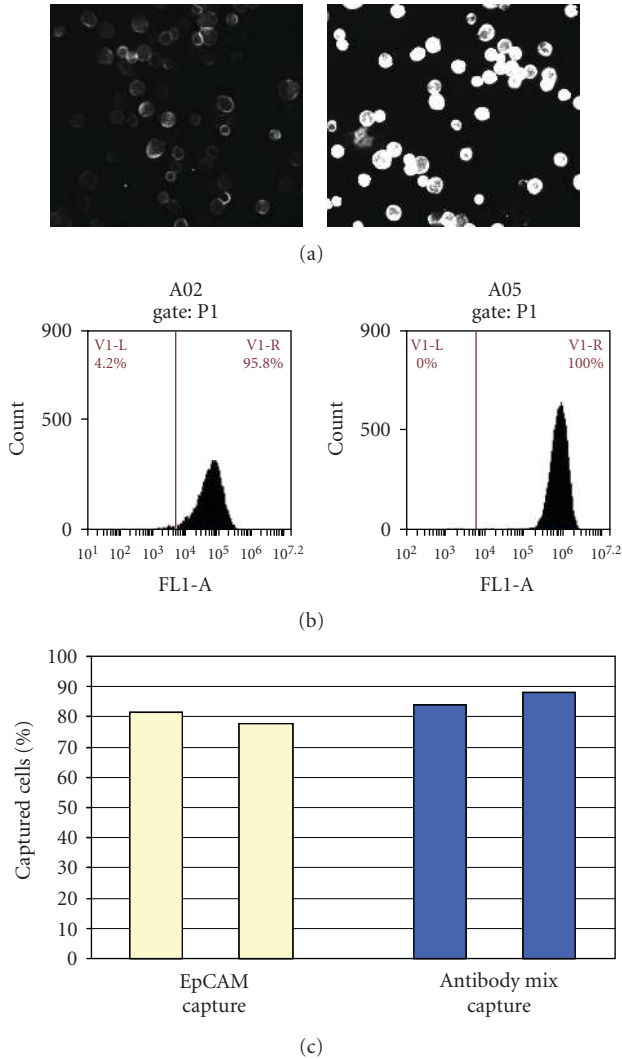 (a)
A02
gate: P1
900
500
0
Count
V1-L
4.2%
V1-R
95.8%
10¹ 10² 10³ 10⁴ 10⁵ 10⁶ 10⁷·²
FL1-A
A05
gate: P1
900
500
0
Count
V1-L
0%
V1-R
100%
10² 10³ 10⁴ 10⁵ 10⁶ 10⁷·²
FL1-A
(b)
100
90
80
70
60
50
40
30
20
10
0
Captured cells (%)
EpCAM
capture
Antibody mix
capture
(c)